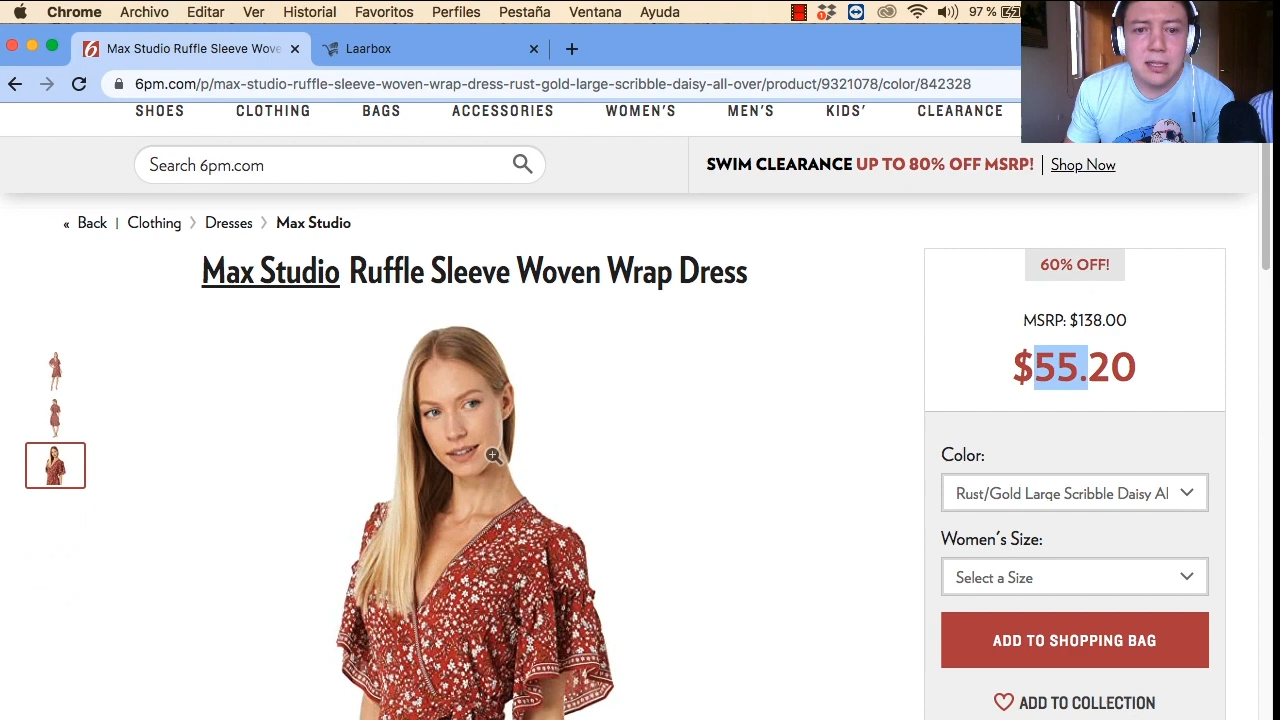 Chrome Archivo Editar Ver Historial Favoritos Perfiles Pestaña Ventana Ayuda 97 %
Max Studio Ruffle Sleeve Wove
Laarbox
6pm.com/p/max-studio-ruffle-sleeve-woven-wrap-dress-rust-gold-large-scribble-daisy-all-over/product/9321078/color/842328
SHOES CLOTHING BAGS ACCESSORIES WOMEN'S MEN'S KIDS' CLEARANCE
Search 6pm.com
SWIM CLEARANCE UP TO 80% OFF MSRP! | Shop Now
« Back | Clothing > Dresses > Max Studio
Max Studio Ruffle Sleeve Woven Wrap Dress
60% OFF!
MSRP: $138.00
$55.20
Color:
Rust/Gold Large Scribble Daisy Al
Women's Size:
Select a Size
ADD TO SHOPPING BAG
ADD TO COLLECTION